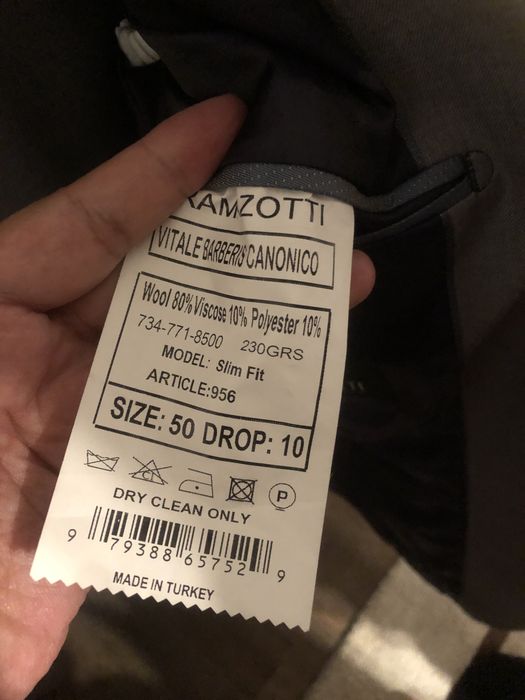 RAMZOTTI
VITALE BARBERIS CANONICO
Wool 80% Viscose 10% Polyester 10%
734-771-8500 230GRS
MODEL: Slim Fit
ARTICLE:956
SIZE: 50 DROP: 10
P
DRY CLEAN ONLY
9 79388 65752 9
MADE IN TURKEY
TI